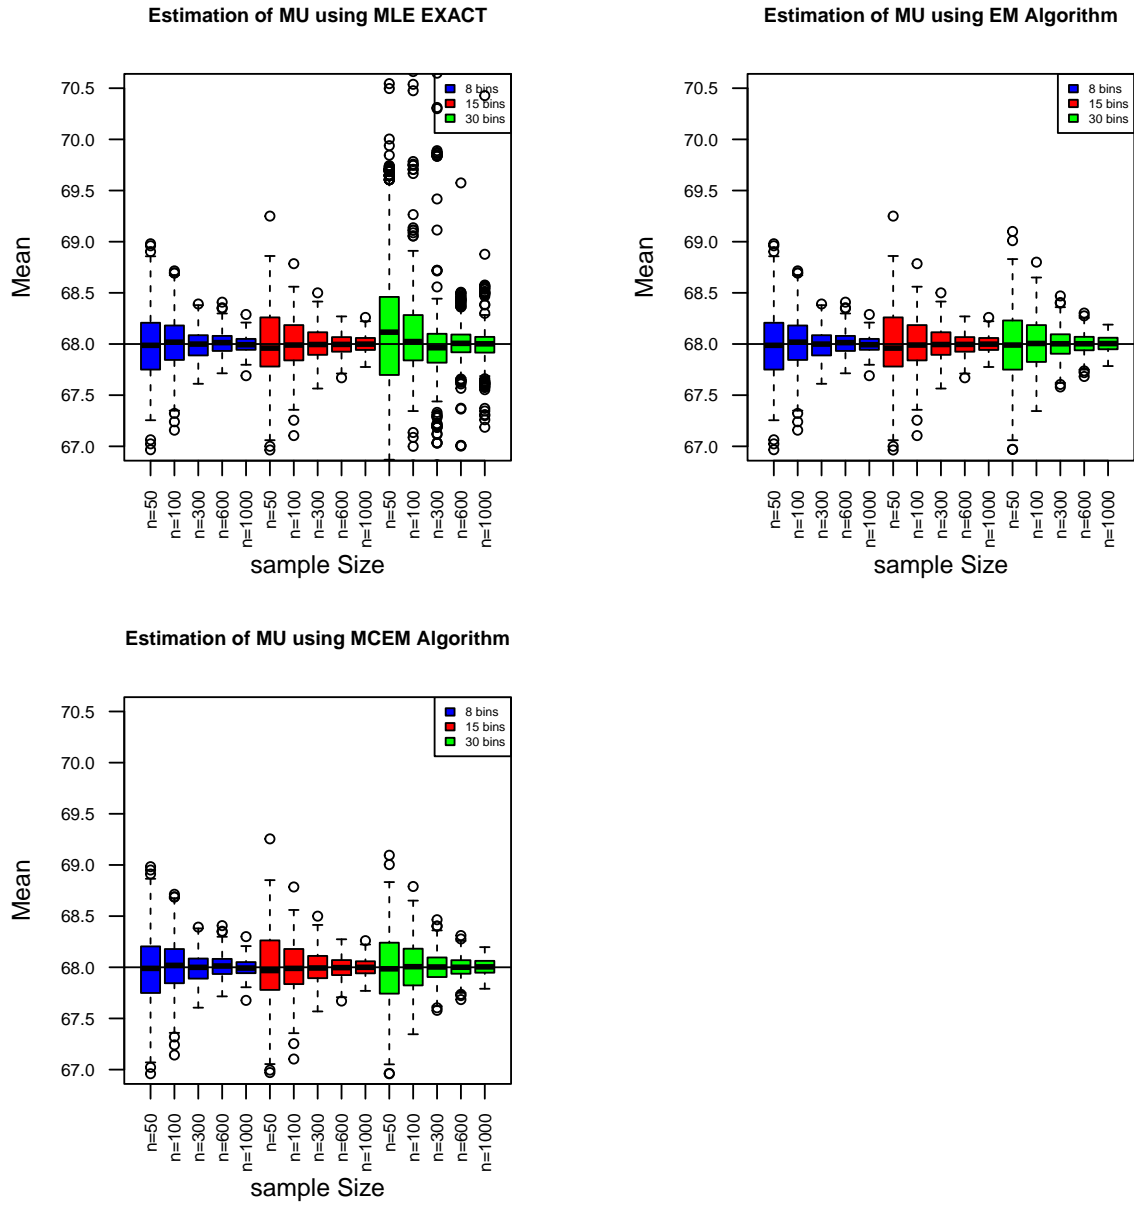 Estimation of MU using MLE EXACT
70.5
70.0
69.5
69.0
68.5
68.0
67.5
67.0
Mean
8 bins
15 bins
30 bins
n=50
n=100
n=300
n=600
n=1000
n=50
n=100
n=300
n=600
n=1000
n=50
n=100
n=300
n=600
n=1000
sample Size
Estimation of MU using EM Algorithm
70.5
70.0
69.5
69.0
68.5
68.0
67.5
67.0
Mean
8 bins
15 bins
30 bins
n=50
n=100
n=300
n=600
n=1000
n=50
n=100
n=300
n=600
n=1000
n=50
n=100
n=300
n=600
n=1000
sample Size
Estimation of MU using MCEM Algorithm
70.5
70.0
69.5
69.0
68.5
68.0
67.5
67.0
Mean
8 bins
15 bins
30 bins
n=50
n=100
n=300
n=600
n=1000
n=50
n=100
n=300
n=600
n=1000
n=50
n=100
n=300
n=600
n=1000
sample Size